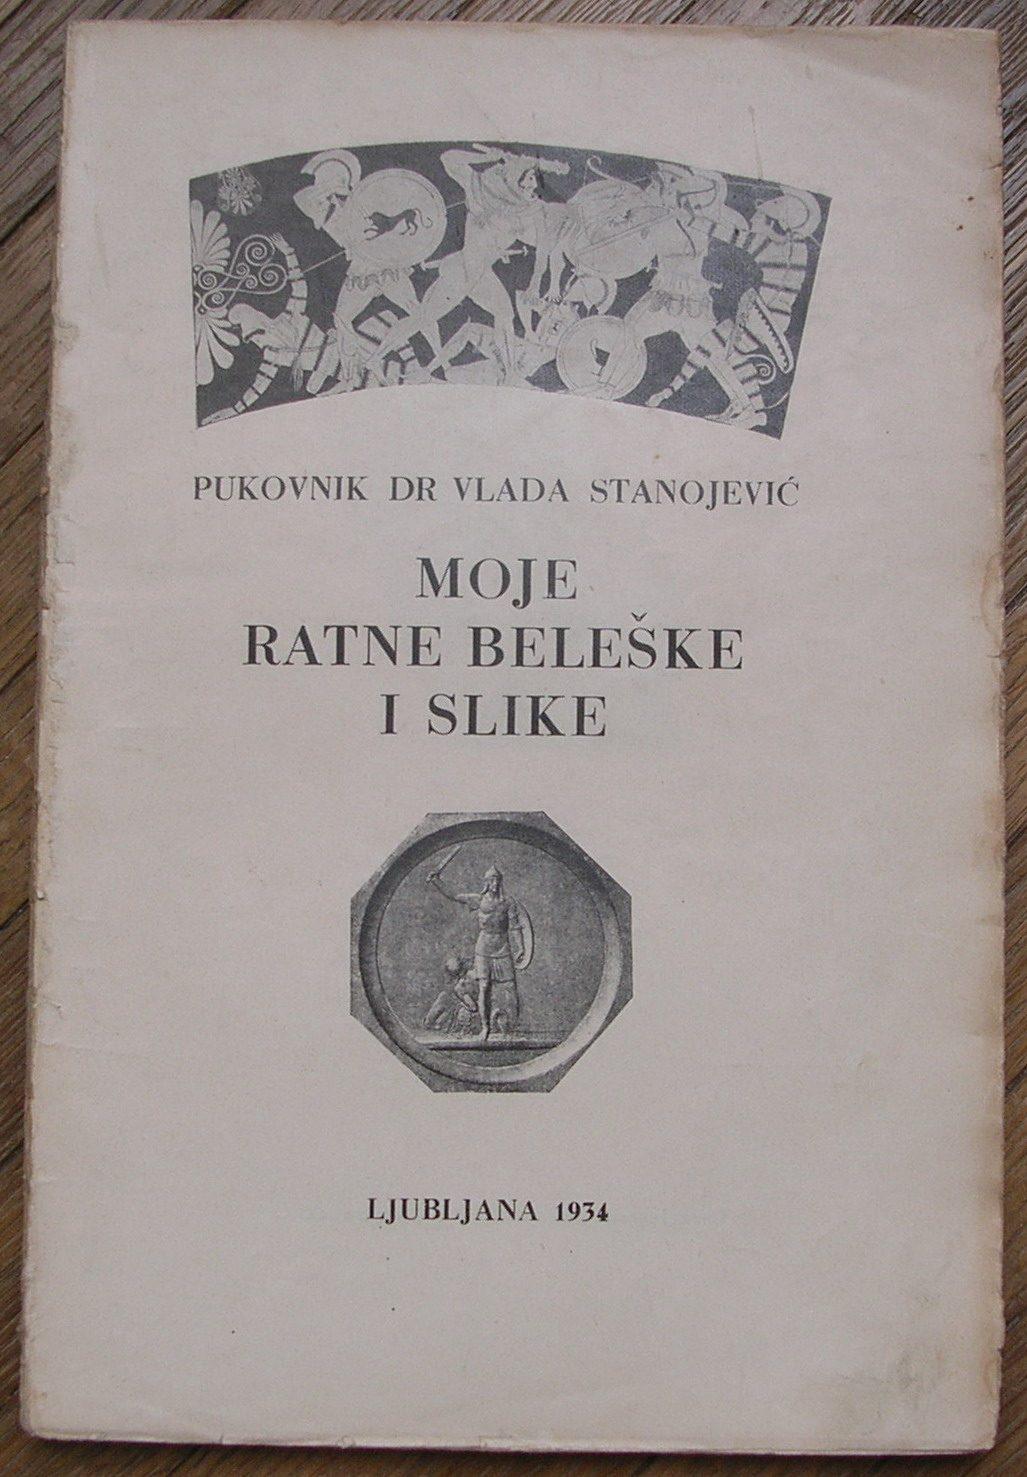 PUKOVNIK DR VLADA STANOJEVIĆ
MOJE
RATNE BELEŠKE
I SLIKE
LJUBLJANA 1934